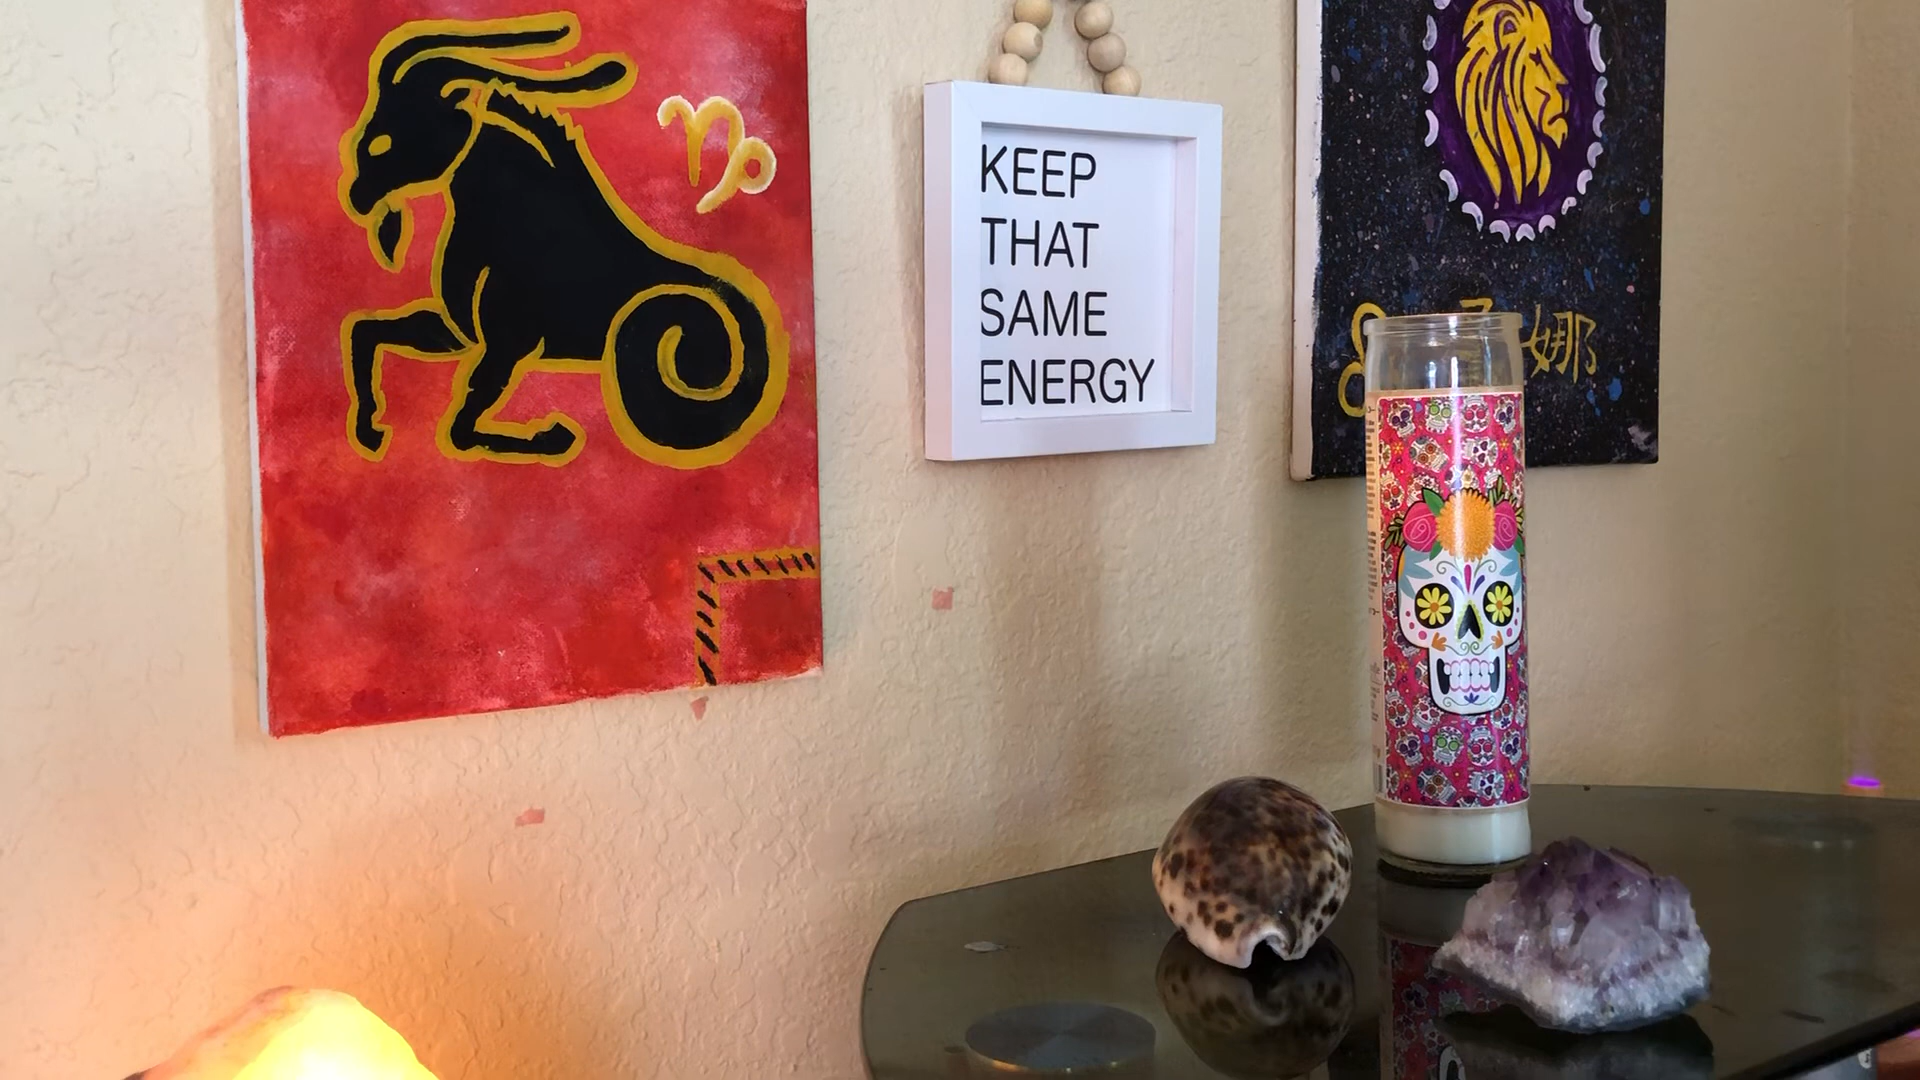 KEEP
THAT
SAME
ENERGY
娜